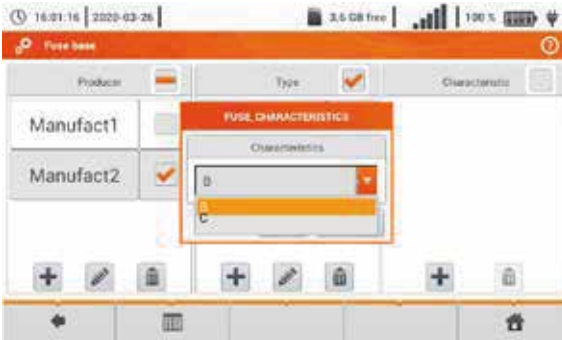 16:01:16 2020-03-26 3,5 GB free 100 %
Fuse base
Producer Type Characteristic
FUSE_CHARACTERISTICS
Manufact1
Characteristics
Manufact2
B
B
C